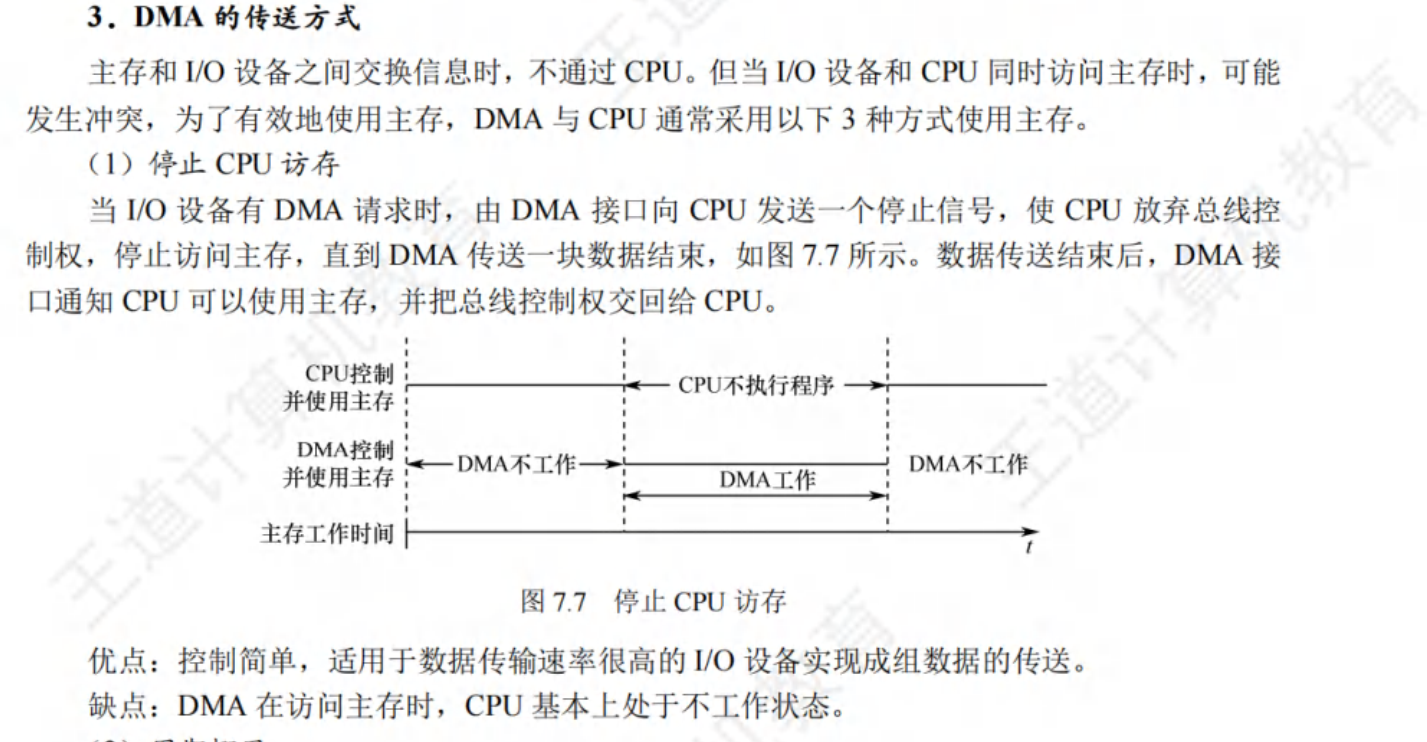 3．DMA 的传送方式
主存和 I/O 设备之间交换信息时，不通过 CPU。但当 I/O 设备和 CPU 同时访问主存时，可能
发生冲突，为了有效地使用主存，DMA 与 CPU 通常采用以下 3 种方式使用主存。
（1）停止 CPU 访存
当 I/O 设备有 DMA 请求时，由 DMA 接口向 CPU 发送一个停止信号，使 CPU 放弃总线控
制权，停止访问主存，直到 DMA 传送一块数据结束，如图 7.7 所示。数据传送结束后，DMA 接
口通知 CPU 可以使用主存，并把总线控制权交回给 CPU。
CPU控制
并使用主存
CPU不执行程序
DMA控制
并使用主存
DMA不工作
DMA工作
DMA不工作
主存工作时间
t
图 7.7 停止 CPU 访存
优点：控制简单，适用于数据传输速率很高的 I/O 设备实现成组数据的传送。
缺点：DMA 在访问主存时，CPU 基本上处于不工作状态。
王道计算机教育
王道计算机教育